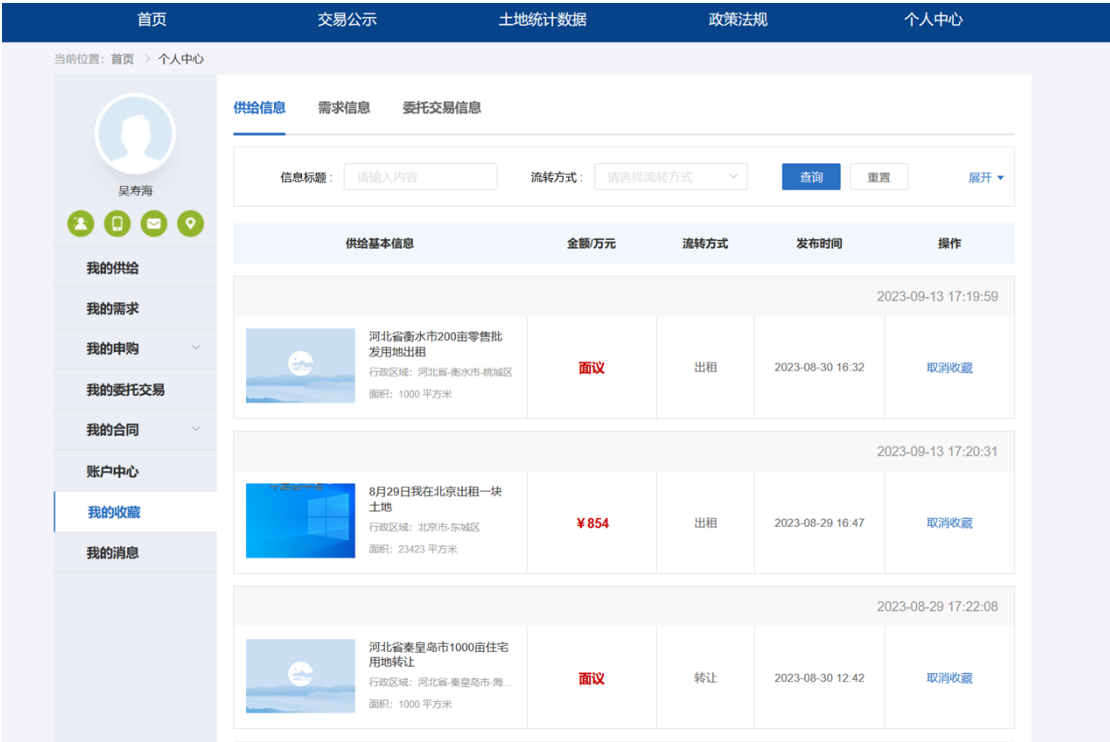 首页 交易公示 土地统计数据 政策法规 个人中心
当前位置：首页 > 个人中心
吴寿海
我的供给
我的需求
我的申购
我的委托交易
我的合同
账户中心
我的收藏
我的消息
供给信息 需求信息 委托交易信息
信息标题： 请输入内容 流转方式： 请选择流转方式 查询 重置 展开
供给基本信息 金额/万元 流转方式 发布时间 操作
2023-09-13 17:19:59
河北省衡水市200亩零售批
发用地出租
行政区域：河北省-衡水市-桃城区
面积：1000 平方米
面议 出租 2023-08-30 16:32 取消收藏
2023-09-13 17:20:31
8月29日我在北京出租一块
土地
行政区域：北京市-东城区
面积：23423 平方米
¥854 出租 2023-08-29 16:47 取消收藏
2023-08-29 17:22:08
河北省秦皇岛市1000亩住宅
用地转让
行政区域：河北省-秦皇岛市-海...
面积：1000 平方米
面议 转让 2023-08-30 12:42 取消收藏